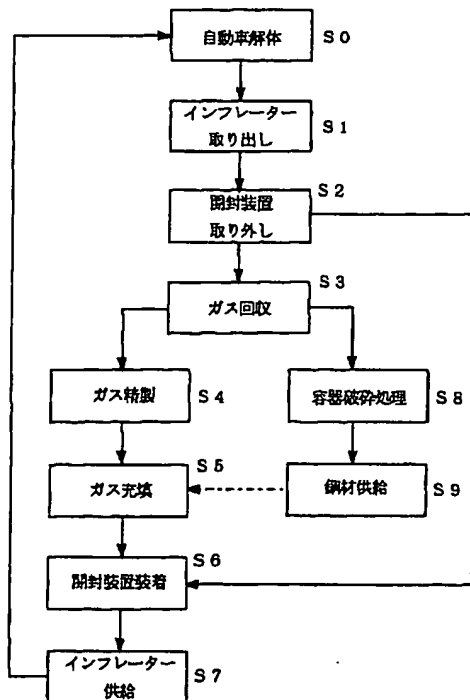 自動車解体 S0
インフレーター
取り出し S1
開封装置
取り外し S2
ガス回収 S3
ガス精製 S4
容器破砕処理 S8
ガス充填 S5
鋼材供給 S9
開封装置装着 S6
インフレーター
供給 S7